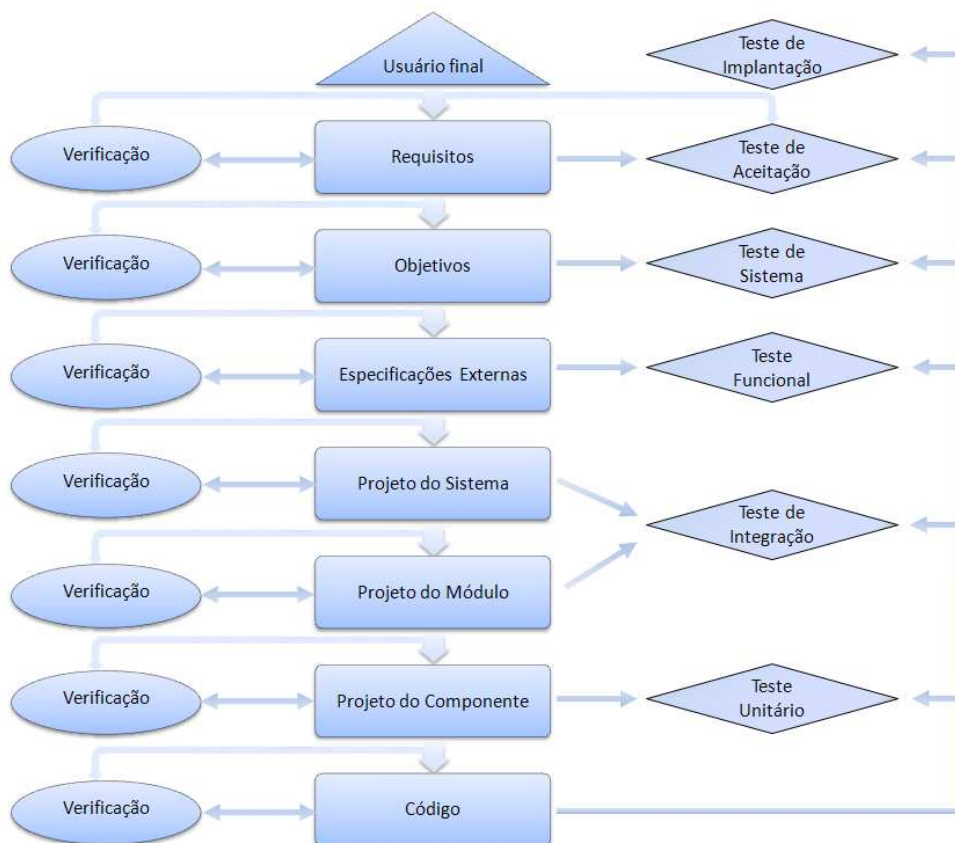 Usuário final
Teste de
Implantação
Verificação
Requisitos
Teste de
Aceitação
Verificação
Objetivos
Teste de
Sistema
Verificação
Especificações Externas
Teste
Funcional
Verificação
Projeto do Sistema
Teste de
Integração
Verificação
Projeto do Módulo
Verificação
Projeto do Componente
Teste
Unitário
Verificação
Código